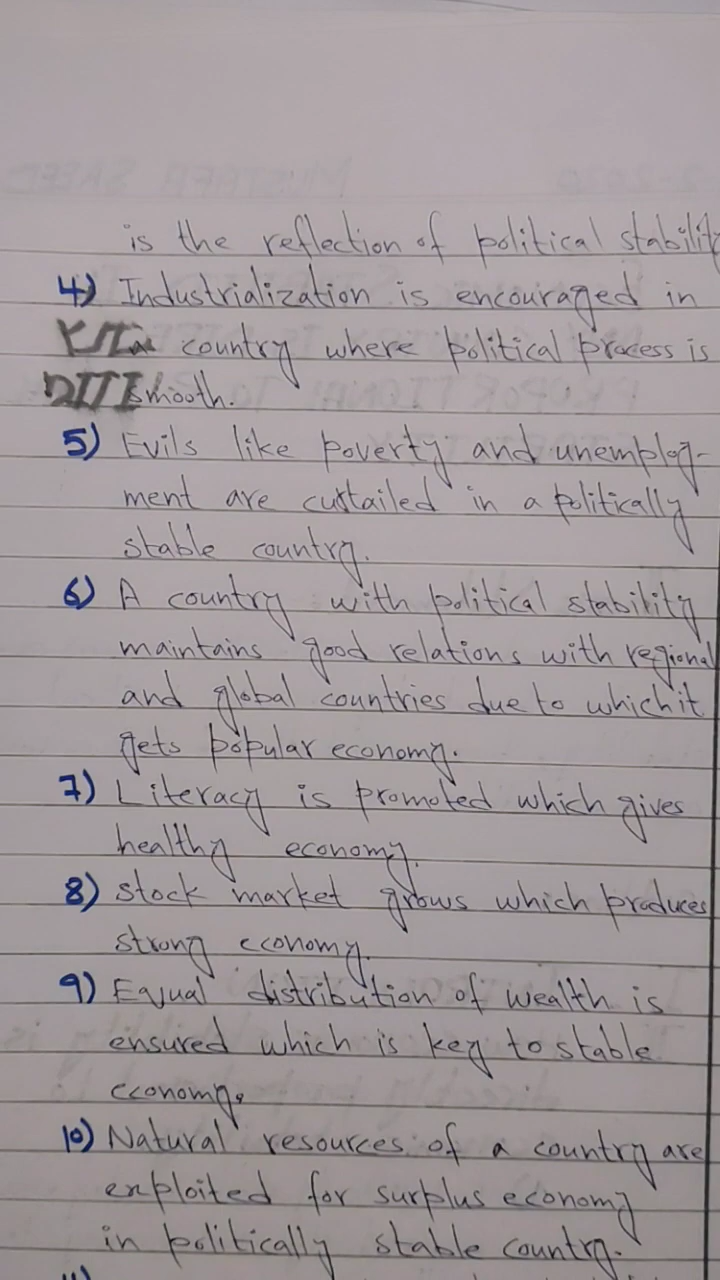 is the reflection of political stability
4) Industrialization is encouraged in
a country where political process is
smooth.
5) Evils like poverty and unemploy-
ment are curtailed in a politically
stable country.
6) A country with political stability
maintains good relations with regional
and global countries due to which it
gets popular economy.
7) Literacy is promoted which gives
healthy economy.
8) stock market grows which produces
strong economy.
9) Equal distribution of wealth is
ensured which is key to stable
economy.
10) Natural resources of a country are
exploited for surplus economy
in politically stable country.